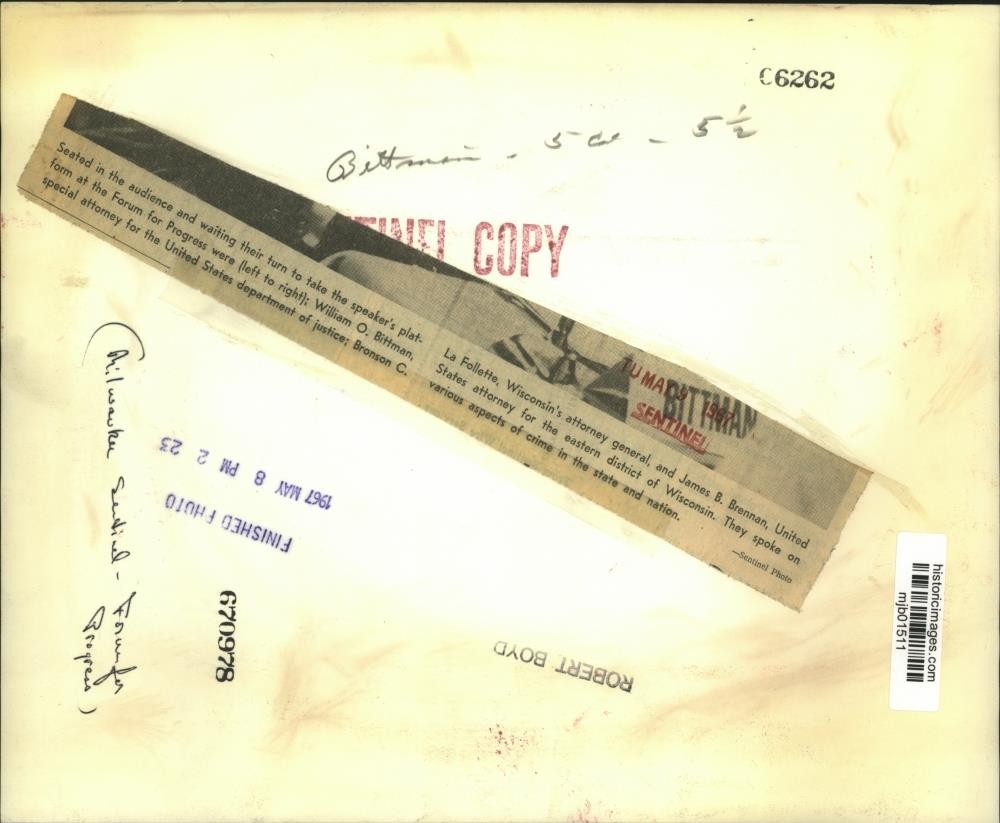 C6262
Bittman - 5 col - 5 1/2
SENTINEL COPY
Seated in the audience and waiting their turn to take the speaker's plat-
form at the Forum for Progress were (left to right): William O. Bittman,
special attorney for the United States department of justice; Bronson C.
La Follette, Wisconsin's attorney general, and James B. Brennan, United
States attorney for the eastern district of Wisconsin. They spoke on
various aspects of crime in the state and nation.
—Sentinel Photo
TU MAY 9 1967
BITTMAN
SENTINEL
(Milwaukee Sentinel - Forum for
Progress)
1967 MAY 8 PM 2 23
FINISHED PHOTO
670978
ROBERT BOYD
historicimages.com
mjb01511